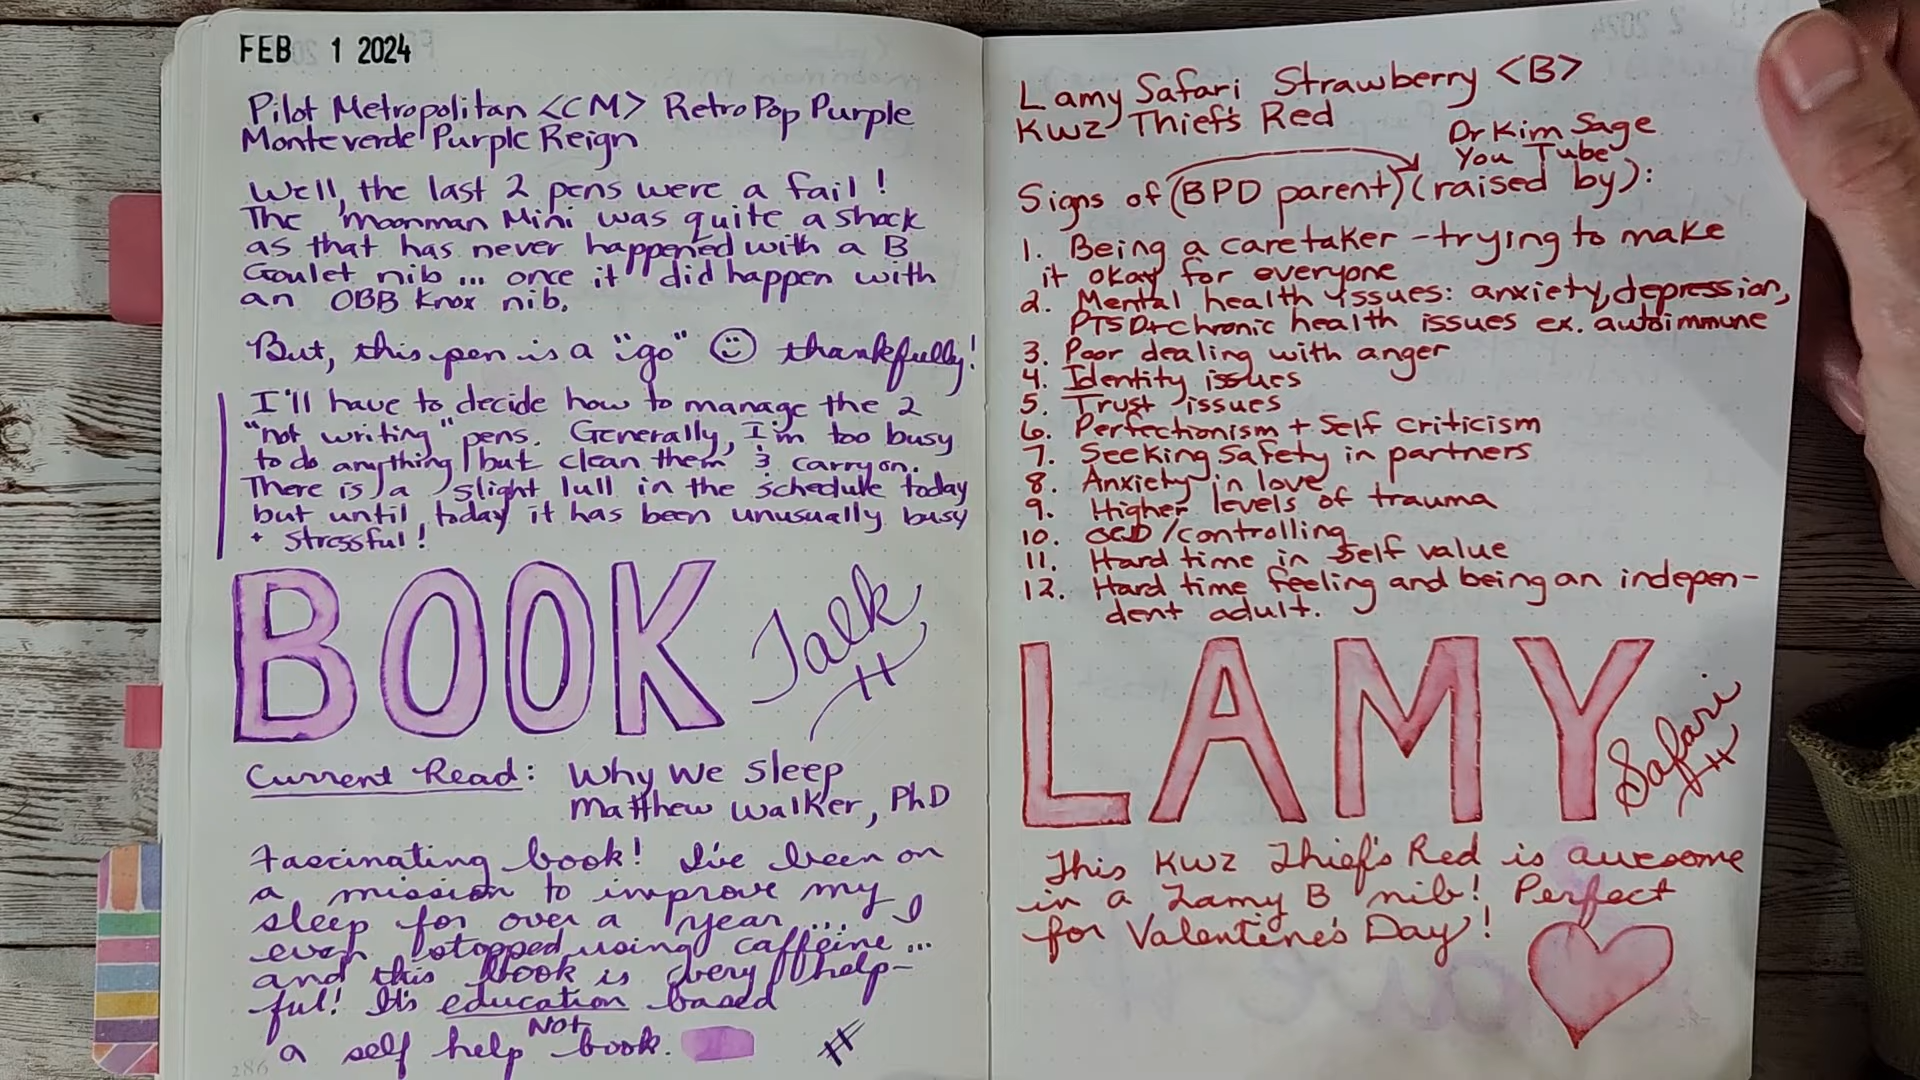 FEB 1 2024
Pilot Metropolitan <CM> Retro Pop Purple
Monteverde Purple Reign
Well, the last 2 pens were a fail!
The Moonman Mini was quite a shock
as that has never happened with a B
Goulet nib... once it did happen with
an OBB Knox nib.
But, this pen is a "go" thankfully!
I'll have to decide how to manage the 2
"not writing" pens. Generally, I'm too busy
to do anything but clean them & carry on.
There is a slight lull in the schedule today
but until today it has been unusually busy
+ stressful!
BOOK Talk
Current Read: Why We Sleep
Matthew Walker, PhD
Fascinating book! I've been on
a mission to improve my
sleep for over a year.... I
even stopped using caffeine...
and this book is very help-
ful! It's education based
Not
a self help book.
286
Lamy Safari Strawberry <B>
KWZ Thief's Red
Dr Kim Sage
You Tube
Signs of (BPD parent) (raised by):
1. Being a caretaker - trying to make
it okay for everyone
2. Mental health issues: anxiety, depression,
PTSD + chronic health issues ex. autoimmune
3. Poor dealing with anger
4. Identity issues
5. Trust issues
6. Perfectionism + Self criticism
7. Seeking safety in partners
8. Anxiety in love
9. Higher levels of trauma
10. OCD/controlling
11. Hard time in self value
12. Hard time feeling and being an indepen-
dent adult.
LAMY Safari
This KWZ Thief's Red is awesome
in a Lamy B nib! Perfect
for Valentine's Day!